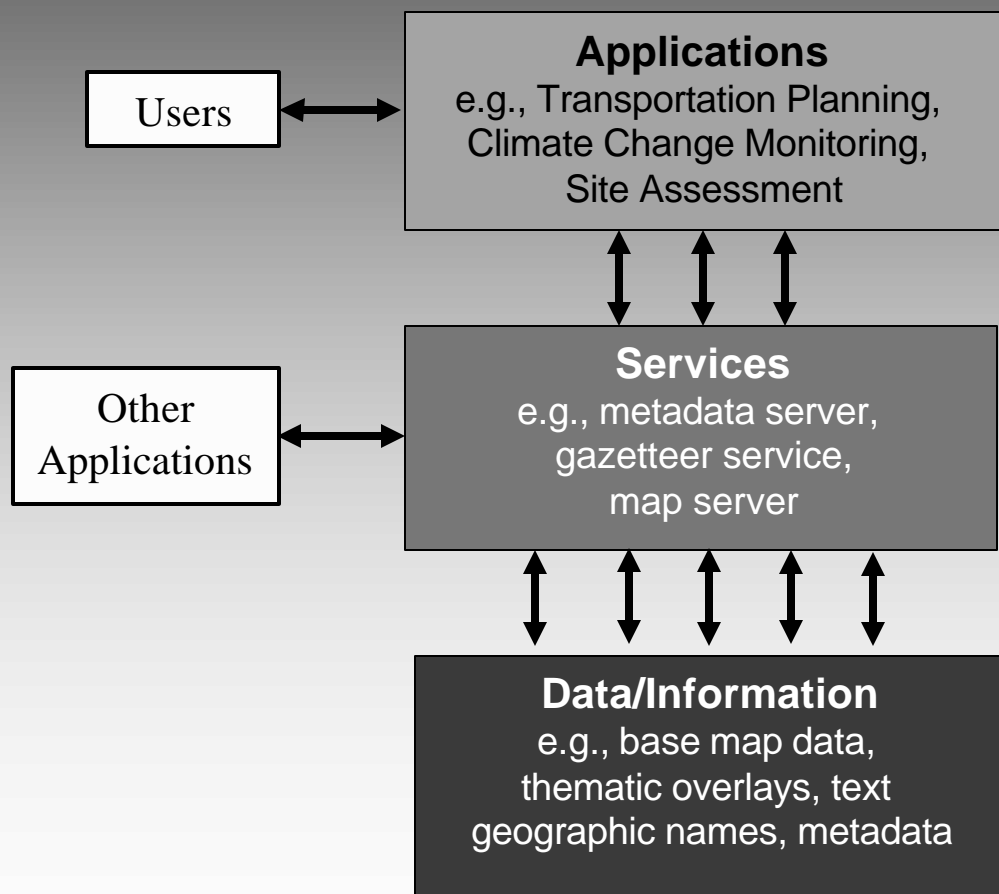 Users
Applications
e.g., Transportation Planning,
Climate Change Monitoring,
Site Assessment
Other
Applications
Services
e.g., metadata server,
gazetteer service,
map server
Data/Information
e.g., base map data,
thematic overlays, text
geographic names, metadata